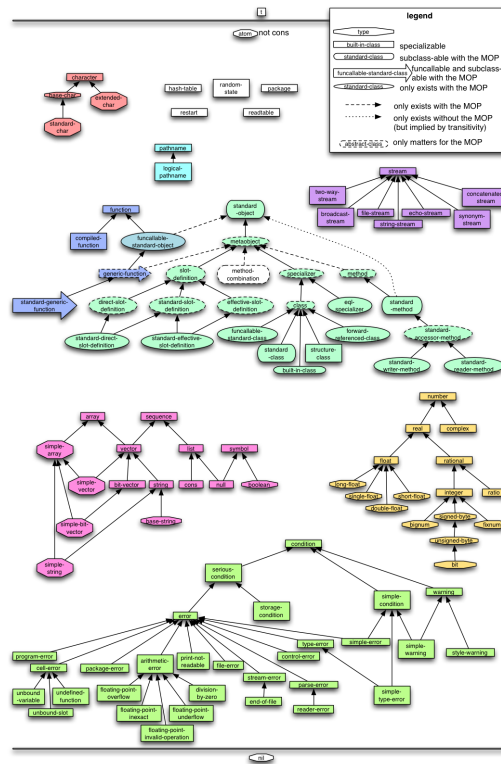 t
atom not cons
legend
type
built-in-class specializable
standard-class subclass-able with the MOP
funcallable-standard-class funcallable and subclass-
able with the MOP
standard-class only exists with the MOP
only exists with the MOP
only exists without the MOP
(but implied by transitivity)
abstract-class only matters for the MOP
character
base-char
extended-
char
standard-
char
hash-table
random-
state
package
restart
readtable
pathname
logical-
pathname
stream
two-way-
stream
concatenated-
stream
broadcast-
stream
file-stream
echo-stream
synonym-
stream
string-stream
function
standard-
object
compiled-
function
funcallable-
standard-object
metaobject
generic-function
slot-
definition
method-
combination
specializer
method
standard-generic-
function
direct-slot-
definition
standard-slot-
definition
effective-slot-
definition
class
eql-
specializer
standard
-method
standard-direct-
slot-definition
standard-effective-
slot-definition
funcallable-
standard-class
forward-
referenced-class
standard-
accessor-method
standard
-class
structure-
class
built-in-class
standard-
writer-method
standard-
reader-method
array
sequence
simple-
array
vector
list
symbol
simple-
vector
bit-vector
string
cons
null
boolean
simple-bit-
vector
base-string
simple-
string
number
real
complex
float
rational
long-float
single-float
short-float
double-float
integer
ratio
bignum
signed-byte
fixnum
unsigned-byte
bit
condition
serious-
condition
simple-
condition
warning
storage-
condition
error
program-error
cell-error
package-error
arithmetic-
error
print-not-
readable
file-error
stream-error
control-error
type-error
simple-error
simple-
warning
style-warning
unbound
-variable
undefined-
function
unbound-slot
floating-point-
overflow
division-
by-zero
floating-point-
inexact
floating-point-
underflow
floating-point-
invalid-operation
end-of-file
parse-error
reader-error
simple-
type-error
nil